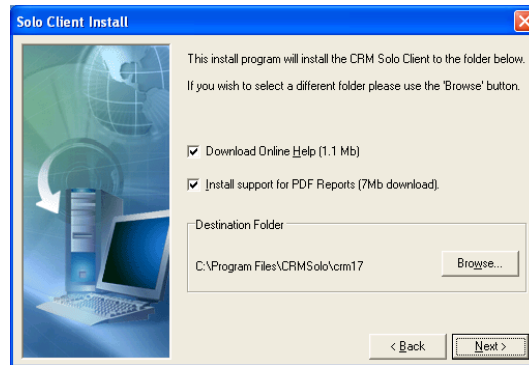 Solo Client Install
This install program will install the CRM Solo Client to the folder below.
If you wish to select a different folder please use the 'Browse' button.
Download Online Help (1.1 Mb)
Install support for PDF Reports (7Mb download).
Destination Folder
C:\Program Files\CRMSolo\crm17
Browse...
< Back
Next >